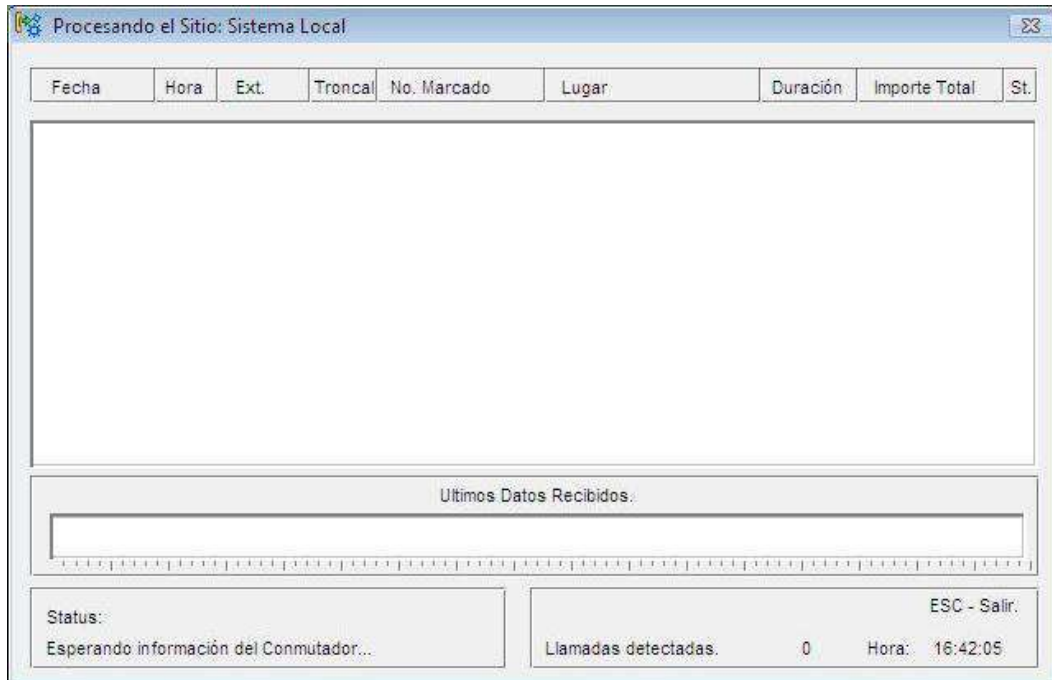 Procesando el Sitio: Sistema Local
Fecha Hora Ext. Troncal No. Marcado Lugar Duración Importe Total St.
Ultimos Datos Recibidos.
Status:
Esperando información del Conmutador...
ESC - Salir.
Llamadas detectadas. 0 Hora: 16:42:05